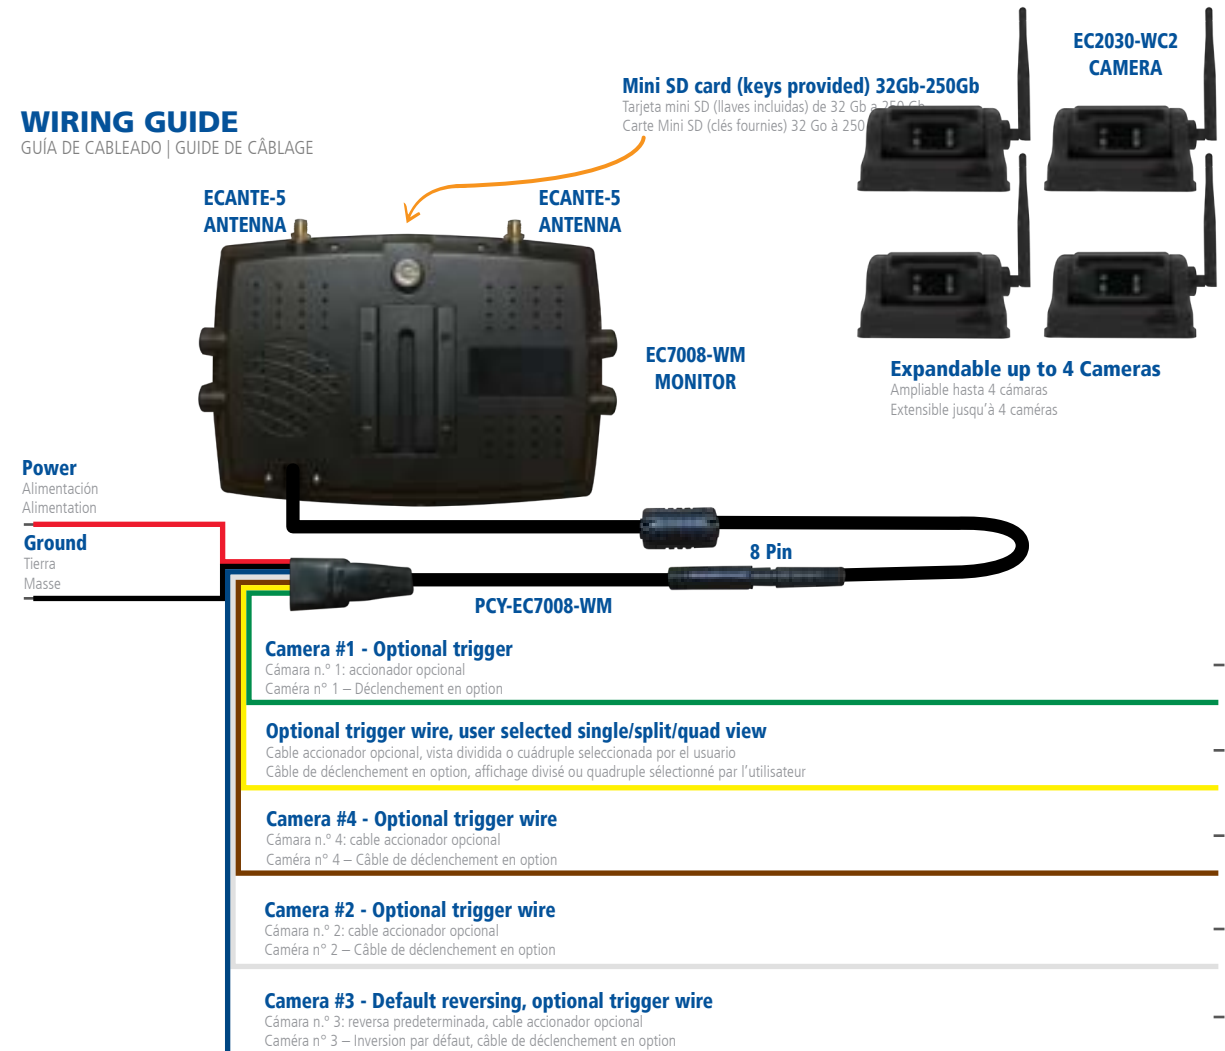 EC2030-WC2
CAMERA
Mini SD card (keys provided) 32Gb-250Gb
Tarjeta mini SD (llaves incluidas) de 32 Gb a 250 Gb
Carte Mini SD (clés fournies) 32 Go à 250
WIRING GUIDE
GUÍA DE CABLEADO | GUIDE DE CÂBLAGE
ECANTE-5
ANTENNA
ECANTE-5
ANTENNA
EC7008-WM
MONITOR
Expandable up to 4 Cameras
Ampliable hasta 4 cámaras
Extensible jusqu'à 4 caméras
Power
Alimentación
Alimentation
Ground
Tierra
Masse
8 Pin
PCY-EC7008-WM
Camera #1 - Optional trigger
Cámara n.º 1: accionador opcional
Caméra n° 1 – Déclenchement en option
Optional trigger wire, user selected single/split/quad view
Cable accionador opcional, vista dividida o cuádruple seleccionada por el usuario
Câble de déclenchement en option, affichage divisé ou quadruple sélectionné par l'utilisateur
Camera #4 - Optional trigger wire
Cámara n.º 4: cable accionador opcional
Caméra n° 4 – Câble de déclenchement en option
Camera #2 - Optional trigger wire
Cámara n.º 2: cable accionador opcional
Caméra n° 2 – Câble de déclenchement en option
Camera #3 - Default reversing, optional trigger wire
Cámara n.º 3: reversa predeterminada, cable accionador opcional
Caméra n° 3 – Inversion par défaut, câble de déclenchement en option